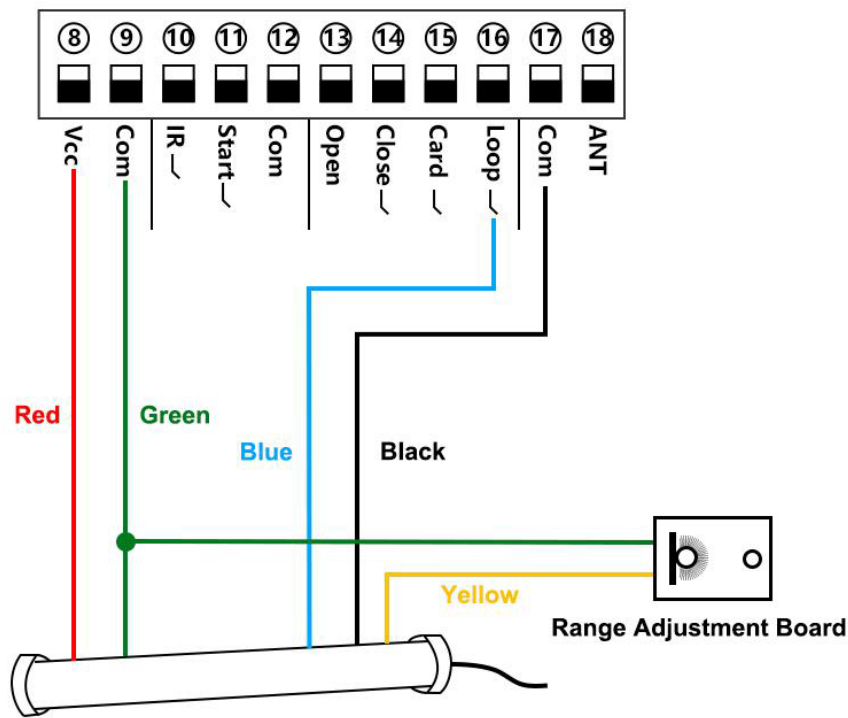 8 9 10 11 12 13 14 15 16 17 18
Vcc Com IR Start Com Open Close Card Loop Com ANT
Red Green
Blue Black
Yellow
Range Adjustment Board